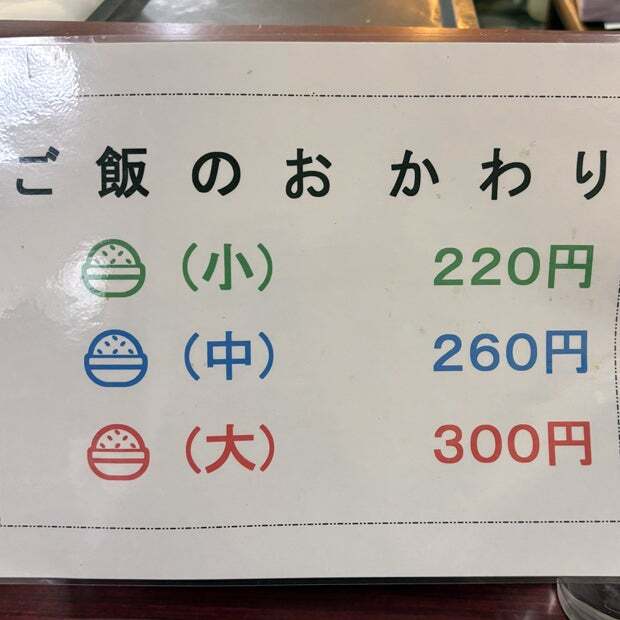 ご飯のおかわり
（小） 220円
（中） 260円
（大） 300円